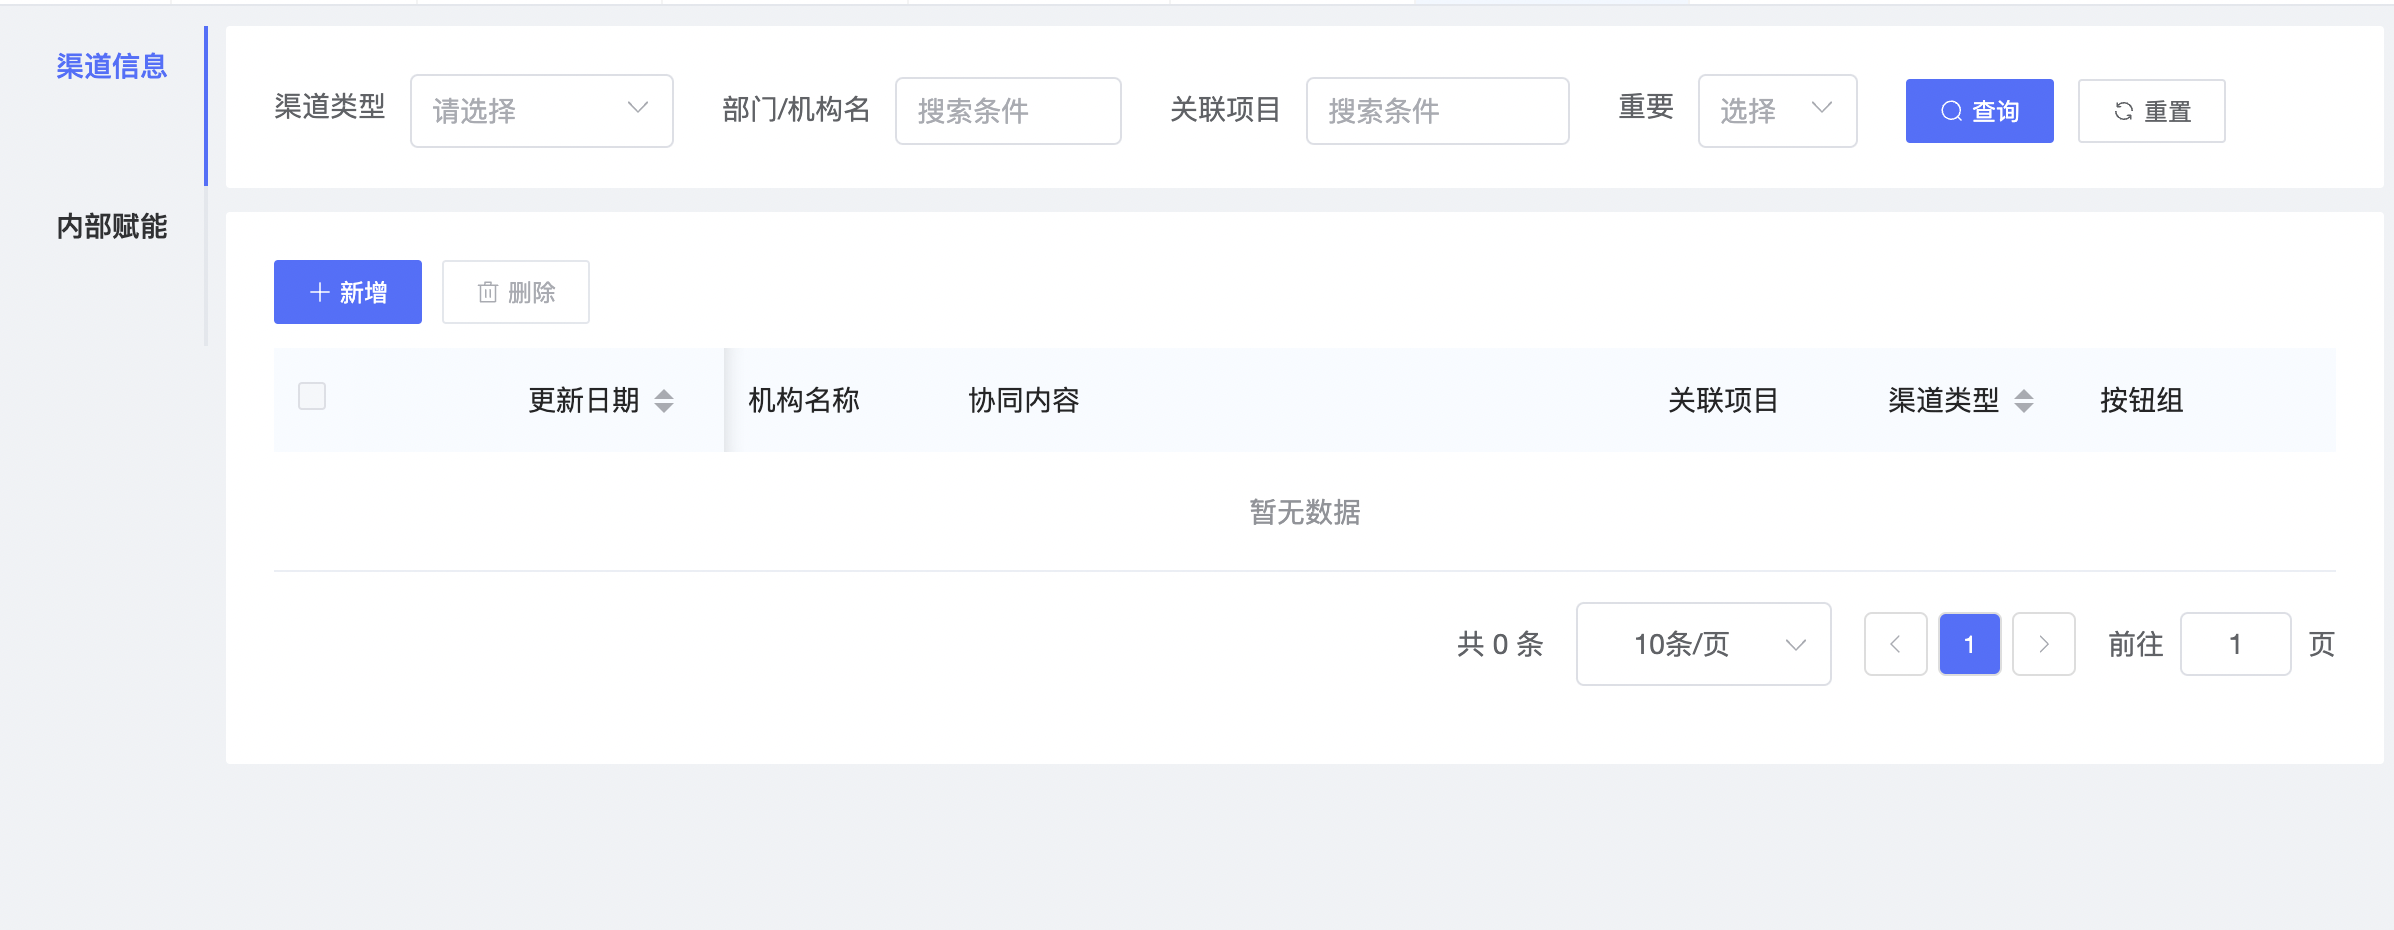 渠道信息
内部赋能
渠道类型 请选择 部门/机构名 搜索条件 关联项目 搜索条件 重要 选择 查询 重置
新增 删除
更新日期 机构名称 协同内容 关联项目 渠道类型 按钮组
暂无数据
共 0 条 10条/页 1 前往 1 页